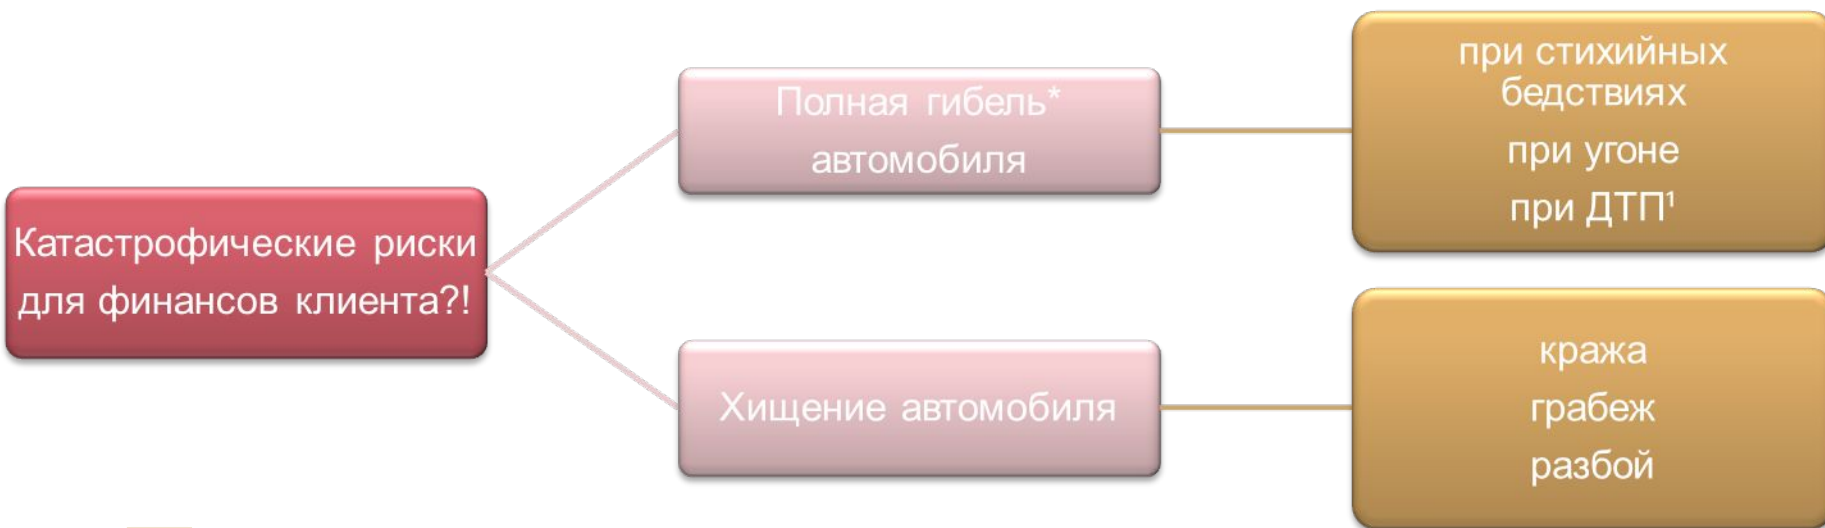 Катастрофические риски
для финансов клиента?!
Полная гибель*
автомобиля
при стихийных
бедствиях
при угоне
при ДТП¹
Хищение автомобиля
кража
грабеж
разбой